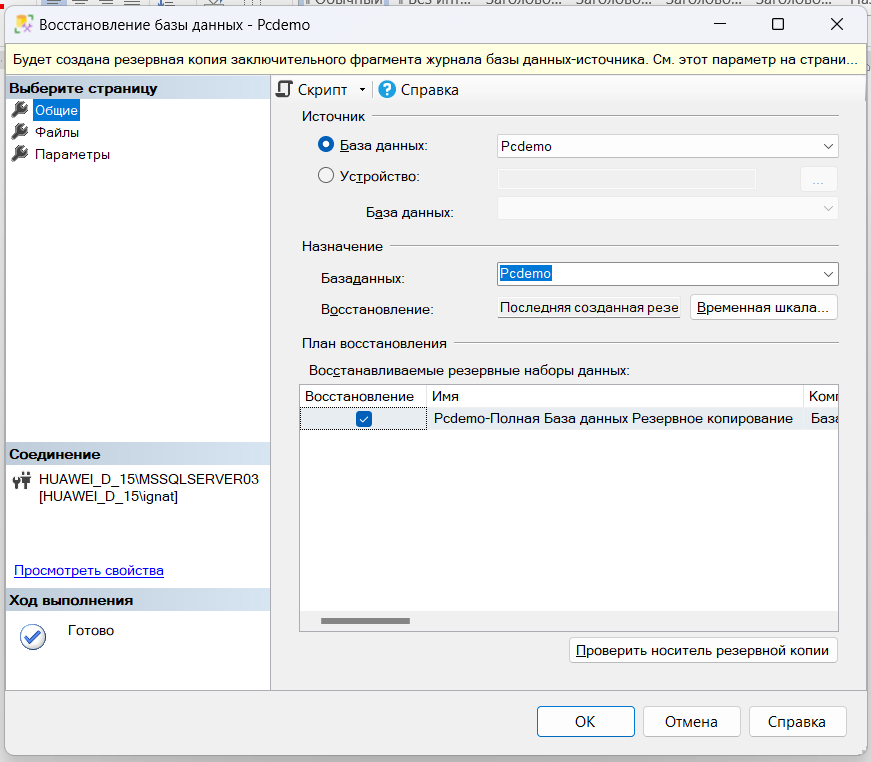 Восстановление базы данных - Pcdemo
Будет создана резервная копия заключительного фрагмента журнала базы данных-источника. См. этот параметр на страни...
Выберите страницу
Общие
Файлы
Параметры
Скрипт
Справка
Источник
База данных:
Pcdemo
Устройство:
...
База данных:
Назначение
Базаданных:
Pcdemo
Восстановление:
Последняя созданная резе
Временная шкала...
План восстановления
Восстанавливаемые резервные наборы данных:
Восстановление Имя Комп
Pcdemo-Полная База данных Резервное копирование База
Соединение
HUAWEI_D_15\MSSQLSERVER03
[HUAWEI_D_15\ignat]
Просмотреть свойства
Ход выполнения
Готово
Проверить носитель резервной копии
ОК
Отмена
Справка